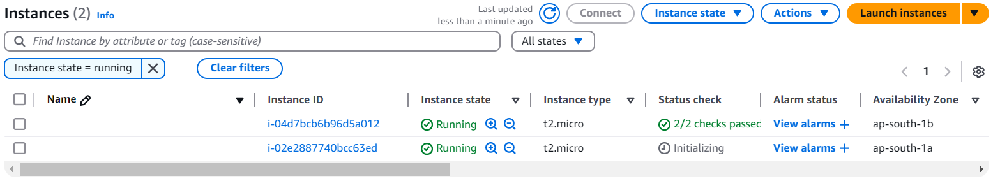 Instances (2) Info
Last updated
less than a minute ago
Connect
Instance state
Actions
Launch instances
Find Instance by attribute or tag (case-sensitive)
All states
Instance state = running
Clear filters
1
Name Instance ID Instance state Instance type Status check Alarm status Availability Zone
i-04d7bcb6b96d5a012 Running t2.micro 2/2 checks passed View alarms + ap-south-1b
i-02e2887740bcc63ed Running t2.micro Initializing View alarms + ap-south-1a